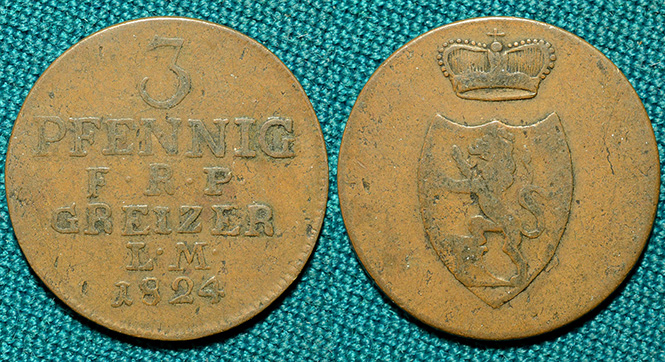 3
PFENNIG
F · R · P
GREIZER
L · M
1824